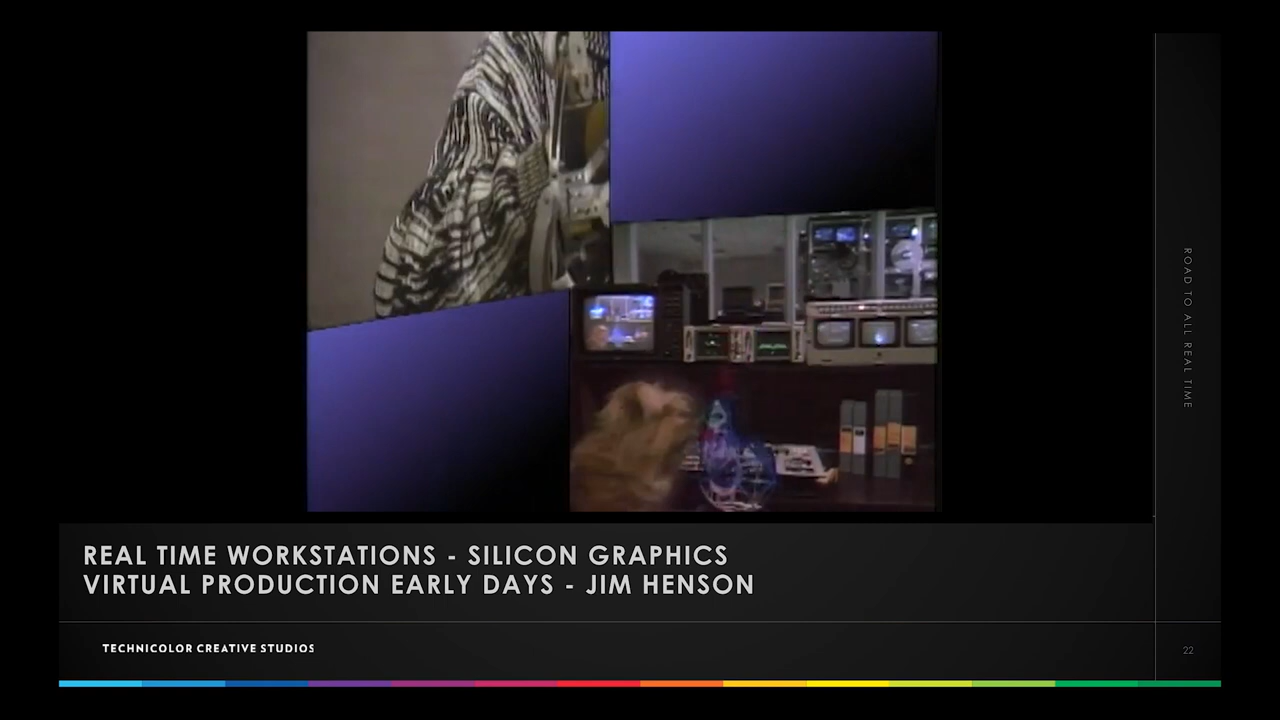 REAL TIME WORKSTATIONS - SILICON GRAPHICS
VIRTUAL PRODUCTION EARLY DAYS - JIM HENSON
TECHNICOLOR CREATIVE STUDIOS
ROAD TO ALL REAL TIME
22